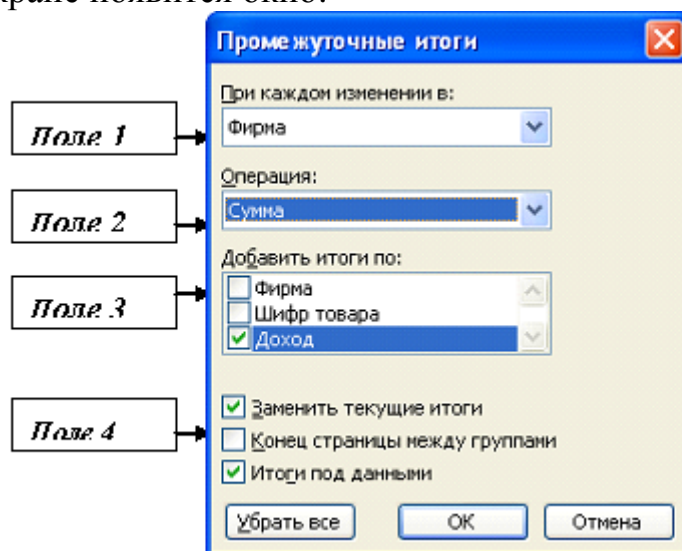 кране появится окно:
Промежуточные итоги
При каждом изменении в:
Поле 1
Фирма
Операция:
Поле 2
Сумма
Добавить итоги по:
Поле 3
Фирма
Шифр товара
Доход
Поле 4
Заменить текущие итоги
Конец страницы между группами
Итоги под данными
Убрать все
ОК
Отмена